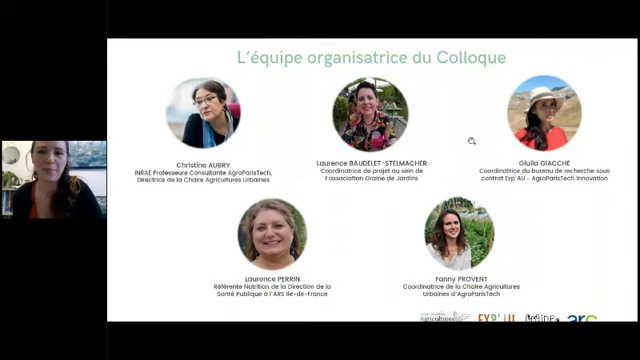 L'équipe organisatrice du Colloque
Christine AUBRY
INRAE Professeure Consultante AgroParisTech,
Directrice de la Chaire Agricultures Urbaines
Laurence BAUDELET-STELMACHER
Coordinatrice de projet au sein de
l'association Graine de Jardins
Giulia GIACCHÈ
Coordinatrice du bureau de recherche sous
contrat Exp'AU - AgroParisTech Innovation
Laurence PERRIN
Référente Nutrition de la Direction de la
Santé Publique à l'ARS Ile-de-France
Fanny PROVENT
Coordinatrice de la Chaire Agricultures
Urbaines d'AgroParisTech
Agricultures